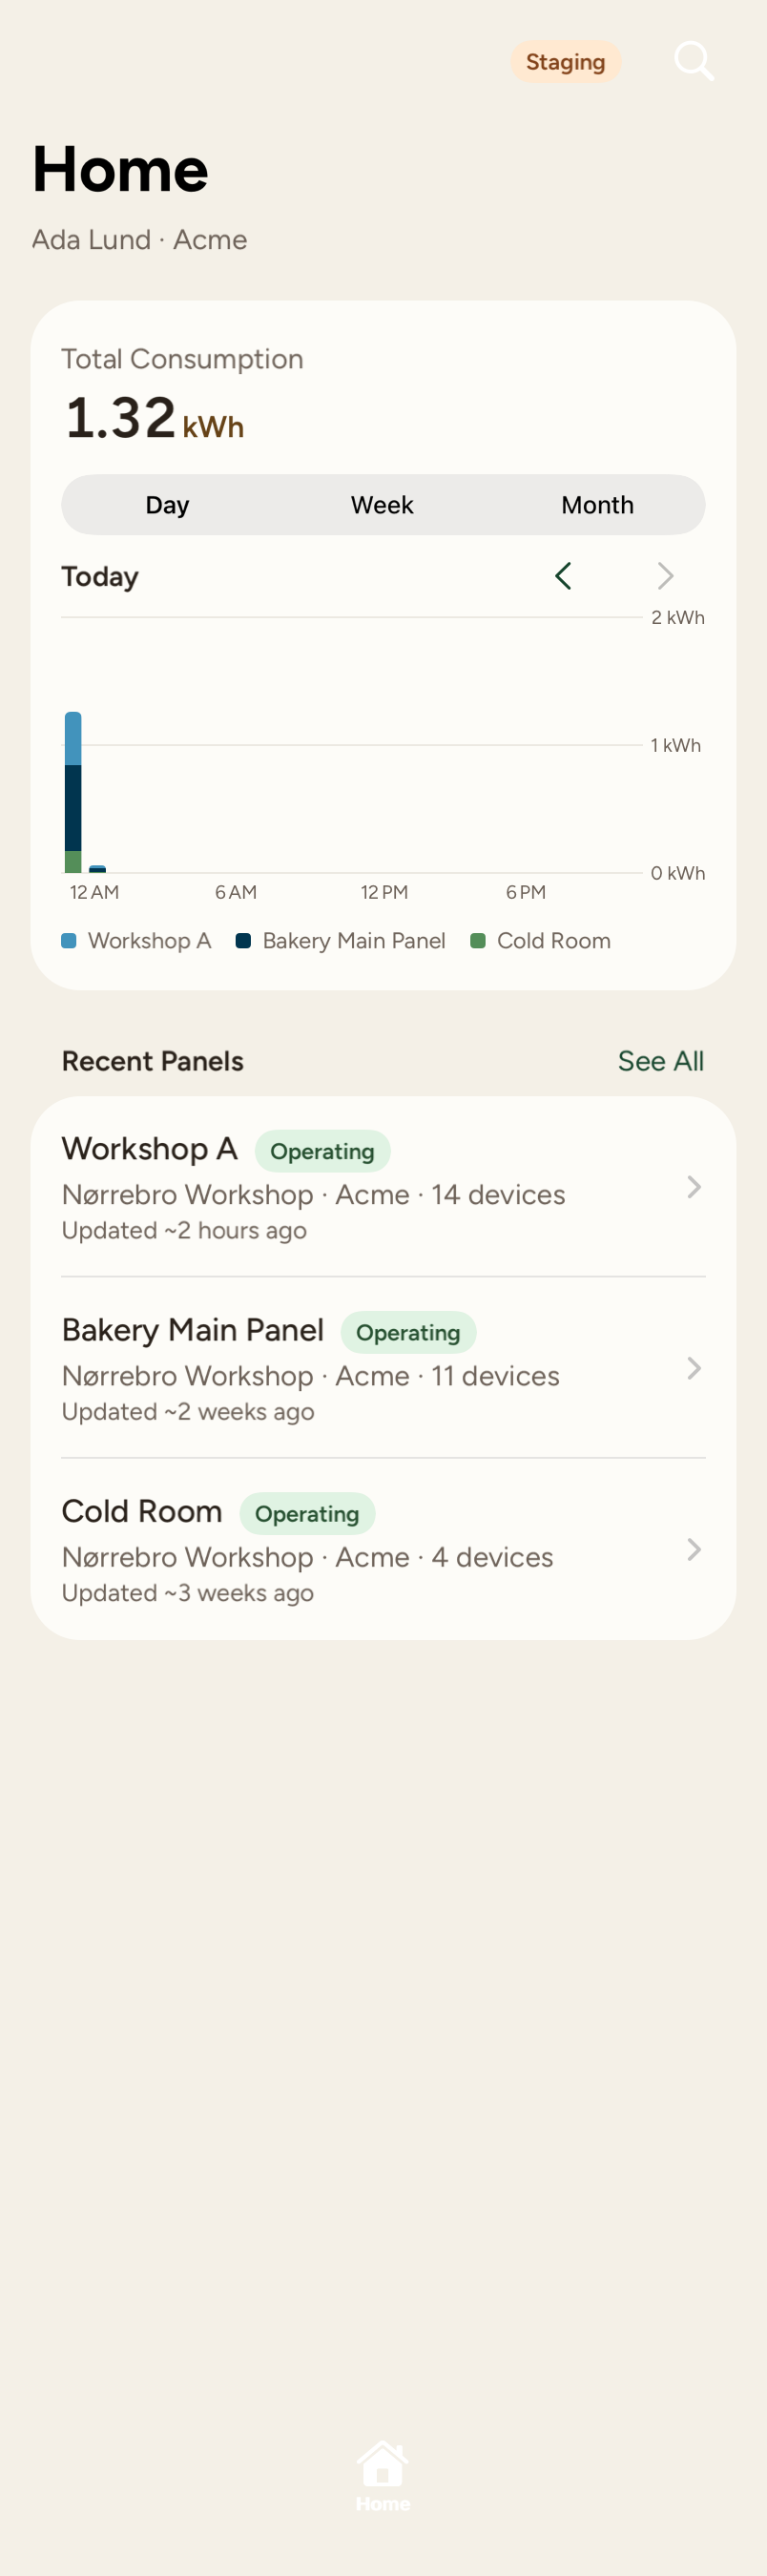 Staging
Home
Ada Lund · Acme
Total Consumption
1.32 kWh
Day Week Month
Today
2 kWh
1 kWh
0 kWh
12 AM 6 AM 12 PM 6 PM
Workshop A Bakery Main Panel Cold Room
Recent Panels See All
Workshop A Operating
Nørrebro Workshop · Acme · 14 devices
Updated ~2 hours ago
Bakery Main Panel Operating
Nørrebro Workshop · Acme · 11 devices
Updated ~2 weeks ago
Cold Room Operating
Nørrebro Workshop · Acme · 4 devices
Updated ~3 weeks ago
Home